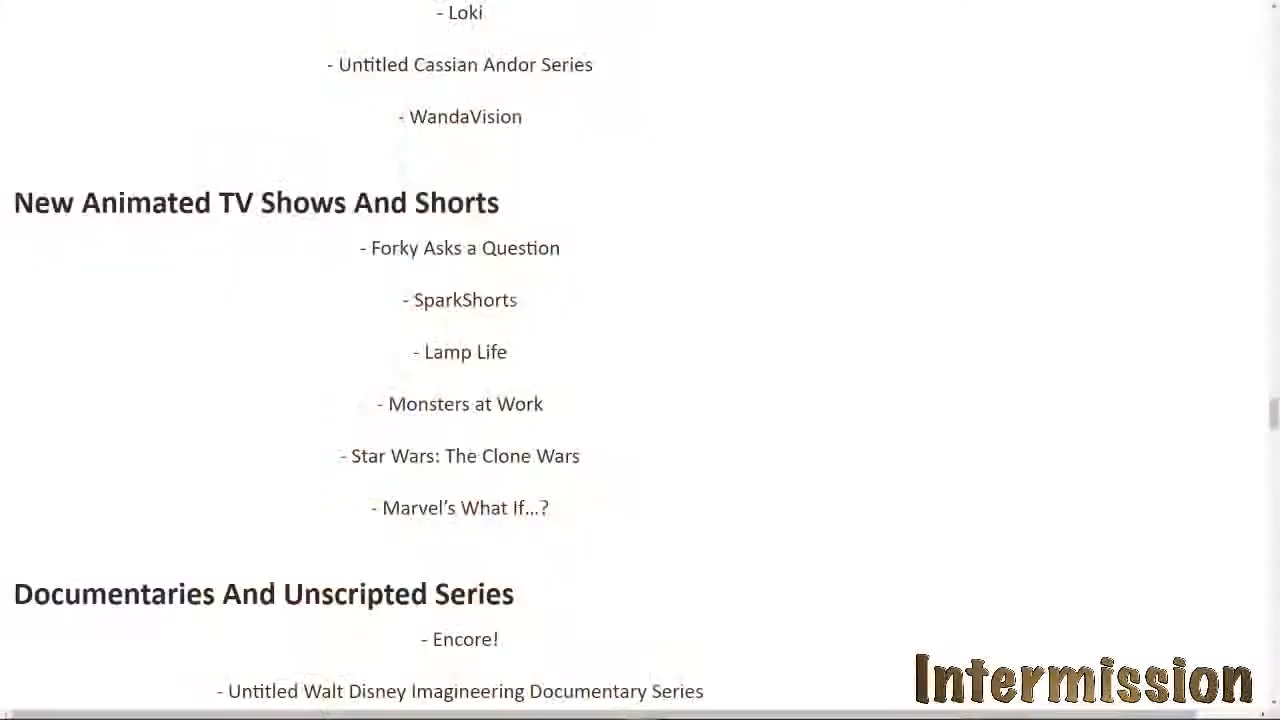 - Loki
- Untitled Cassian Andor Series
- WandaVision
New Animated TV Shows And Shorts
- Forky Asks a Question
- SparkShorts
- Lamp Life
- Monsters at Work
- Star Wars: The Clone Wars
- Marvel’s What If…?
Documentaries And Unscripted Series
- Encore!
- Untitled Walt Disney Imagineering Documentary Series
Intermission